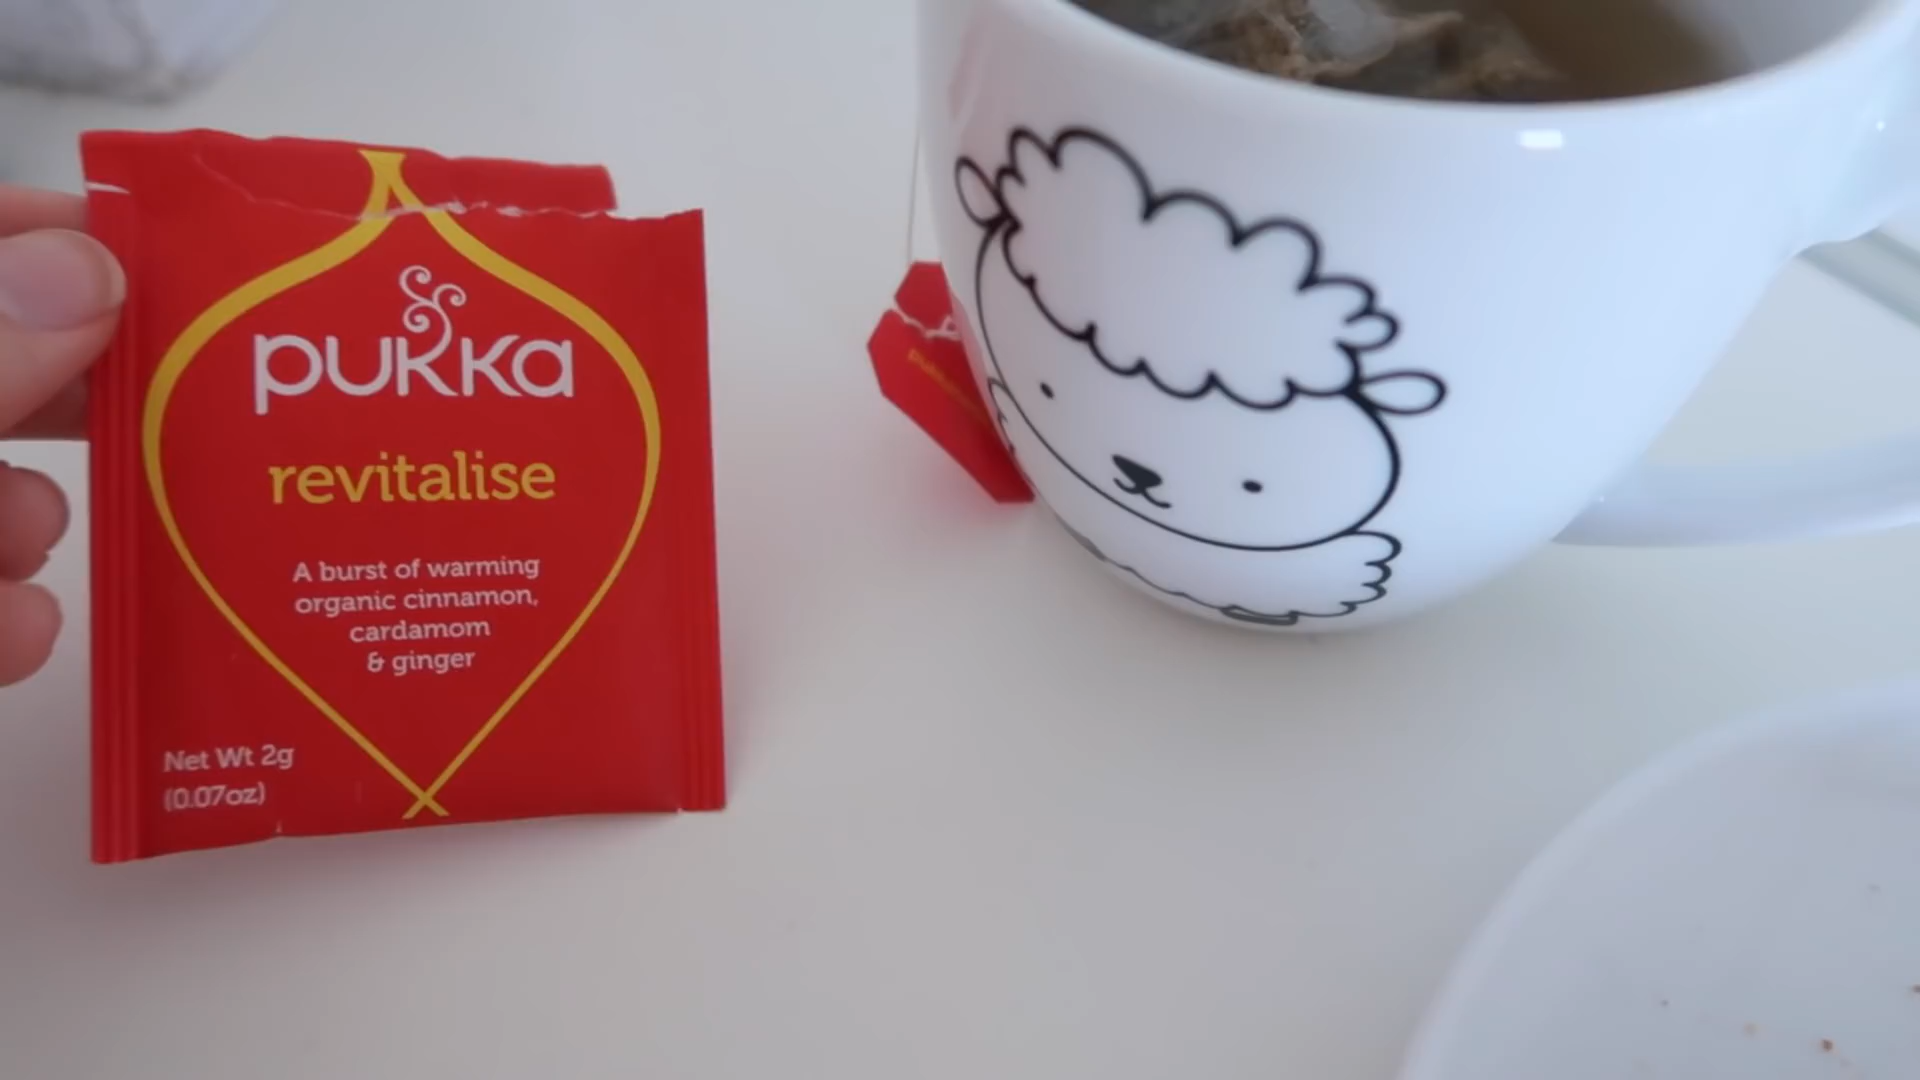 pukka
revitalise
A burst of warming
organic cinnamon,
cardamom
& ginger
Net Wt 2g
(0.07oz)